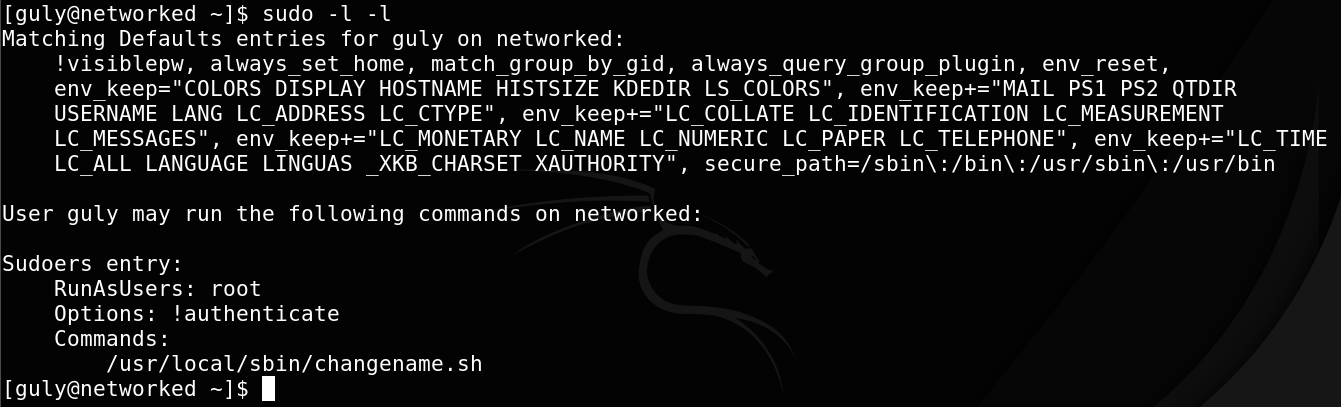 [guly@networked ~]$ sudo -l -l
Matching Defaults entries for guly on networked:
    !visiblepw, always_set_home, match_group_by_gid, always_query_group_plugin, env_reset,
    env_keep="COLORS DISPLAY HOSTNAME HISTSIZE KDEDIR LS_COLORS", env_keep+="MAIL PS1 PS2 QTDIR
    USERNAME LANG LC_ADDRESS LC_CTYPE", env_keep+="LC_COLLATE LC_IDENTIFICATION LC_MEASUREMENT
    LC_MESSAGES", env_keep+="LC_MONETARY LC_NAME LC_NUMERIC LC_PAPER LC_TELEPHONE", env_keep+="LC_TIME
    LC_ALL LANGUAGE LINGUAS _XKB_CHARSET XAUTHORITY", secure_path=/sbin\:/bin\:/usr/sbin\:/usr/bin

User guly may run the following commands on networked:

Sudoers entry:
    RunAsUsers: root
    Options: !authenticate
    Commands:
        /usr/local/sbin/changename.sh
[guly@networked ~]$